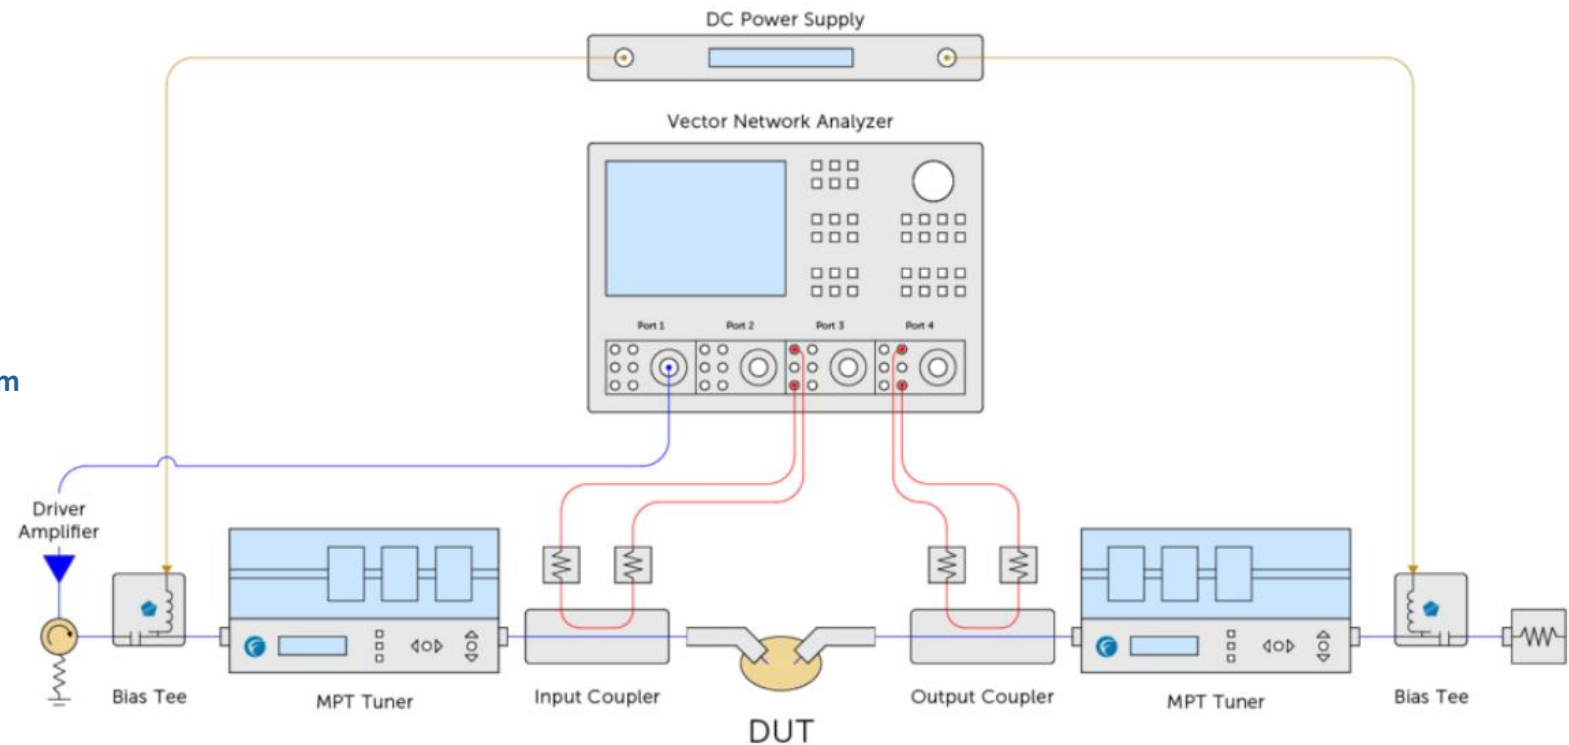 DC Power Supply
Vector Network Analyzer
Port 1
Port 2
Port 3
Port 4
m
Driver
Amplifier
Bias Tee
MPT Tuner
Input Coupler
DUT
Output Coupler
MPT Tuner
Bias Tee